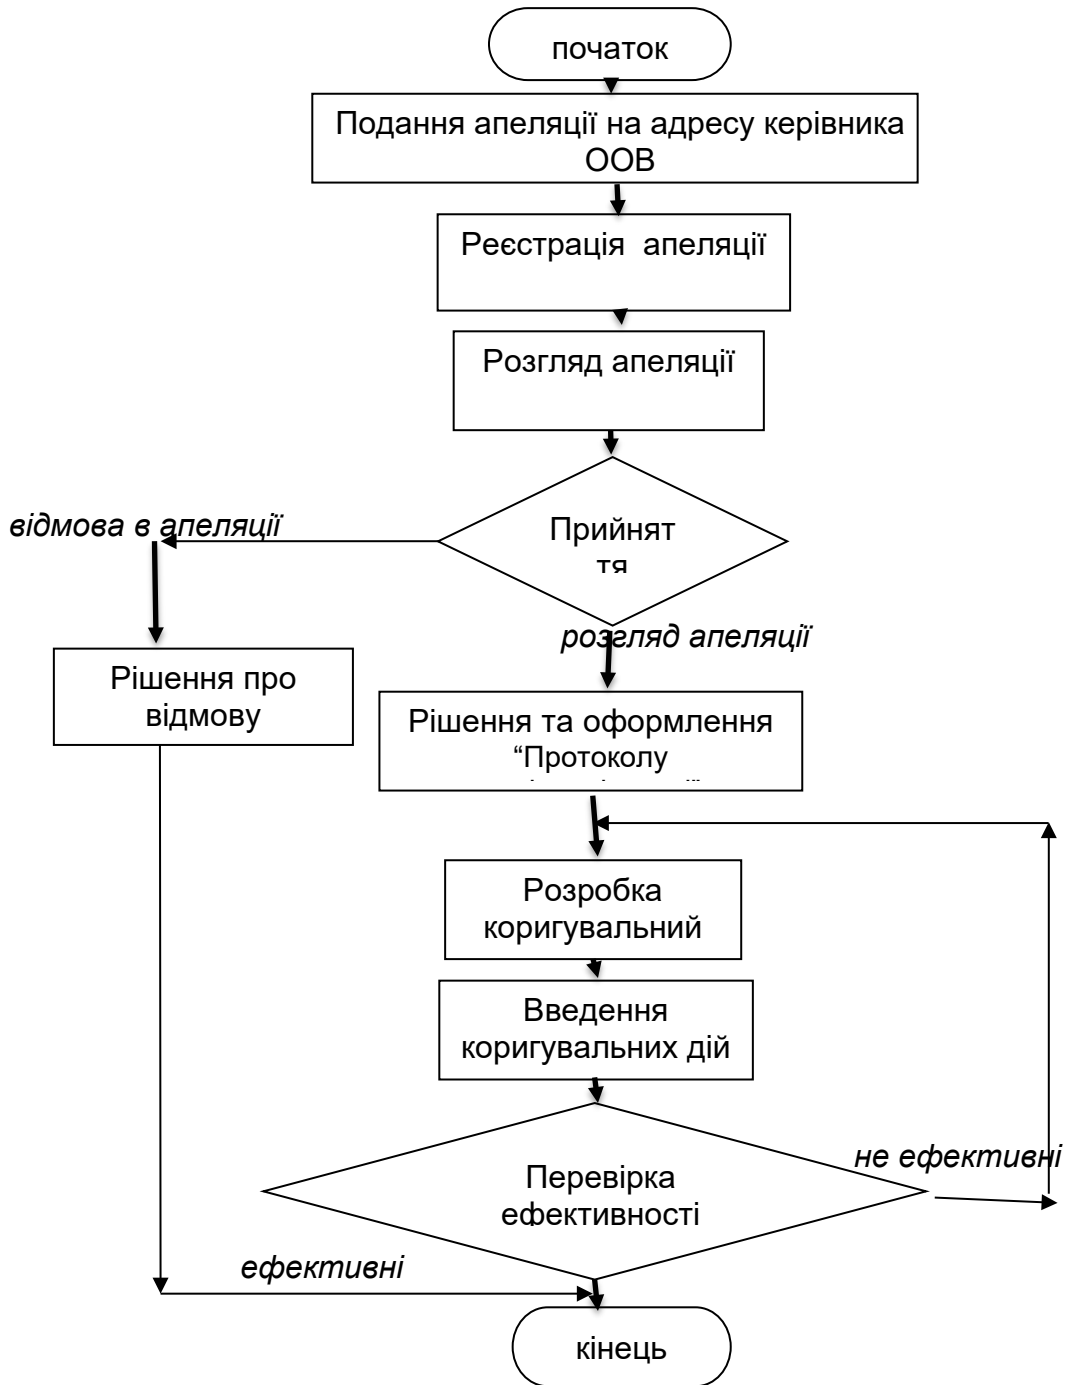 початок
Подання апеляції на адресу керівника
ООВ
Реєстрація апеляції
Розгляд апеляції
відмова в апеляції
Прийнят
тя
розгляд апеляції
Рішення про
відмову
Рішення та оформлення
“Протоколу
Розробка
коригувальний
Введення
коригувальних дій
не ефективні
Перевірка
ефективності
ефективні
кінець